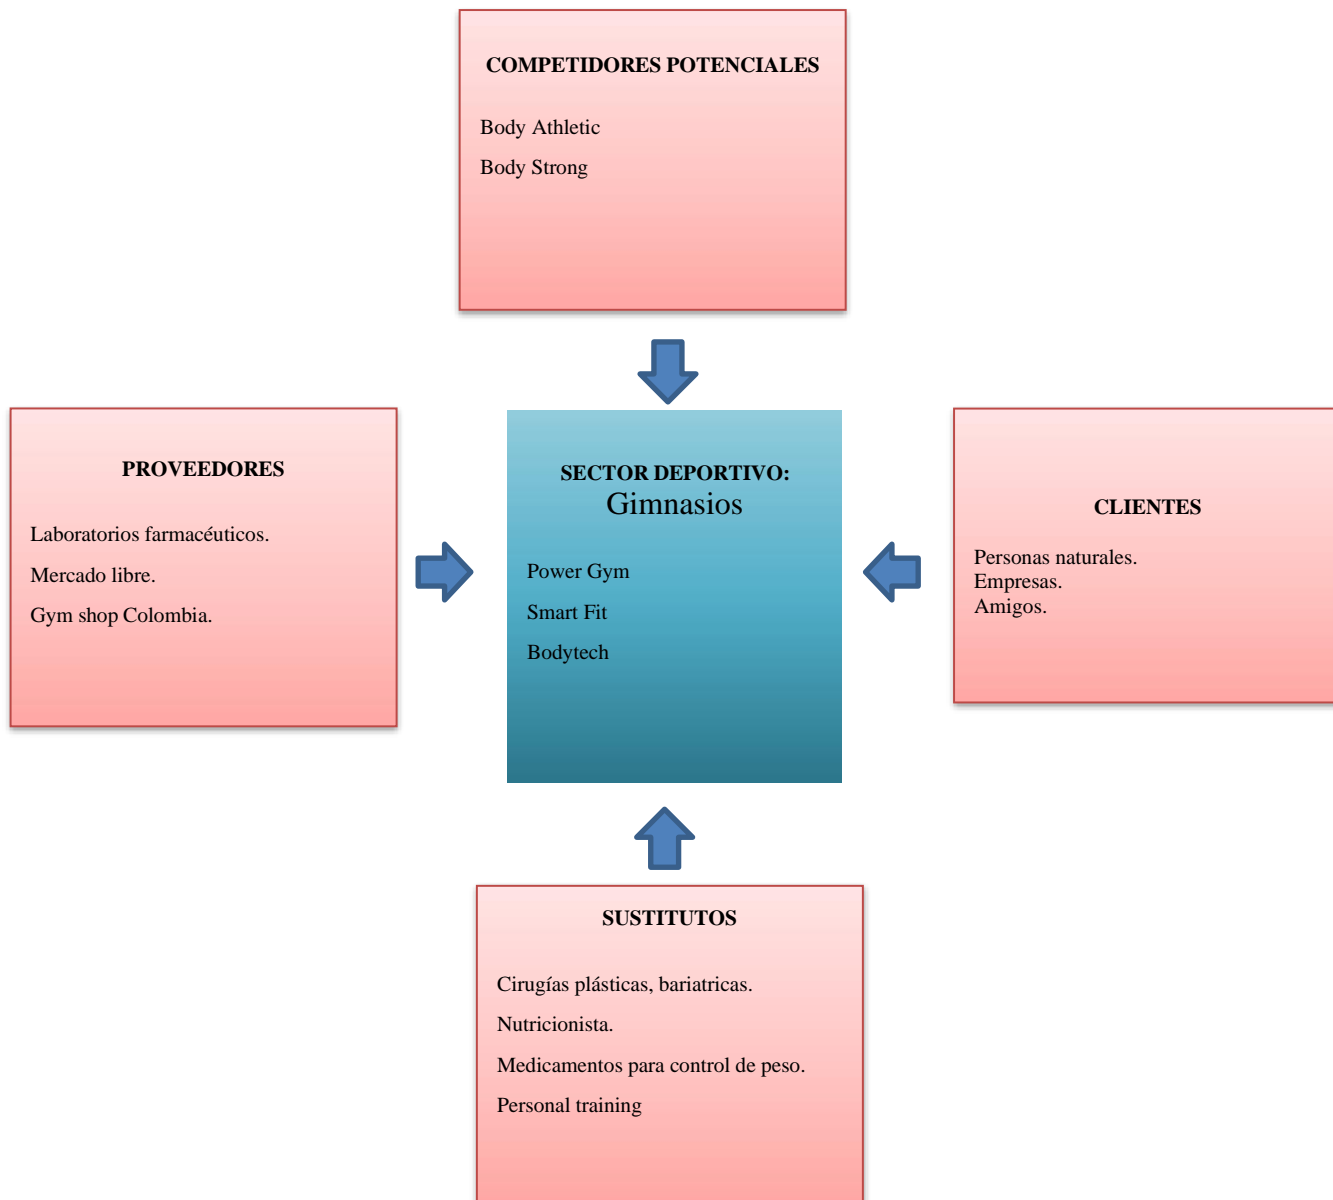 COMPETIDORES POTENCIALES
Body Athletic
Body Strong
PROVEEDORES
Laboratorios farmacéuticos.
Mercado libre.
Gym shop Colombia.
SECTOR DEPORTIVO:
Gimnasios
Power Gym
Smart Fit
Bodytech
CLIENTES
Personas naturales.
Empresas.
Amigos.
SUSTITUTOS
Cirugías plásticas, bariatricas.
Nutricionista.
Medicamentos para control de peso.
Personal training